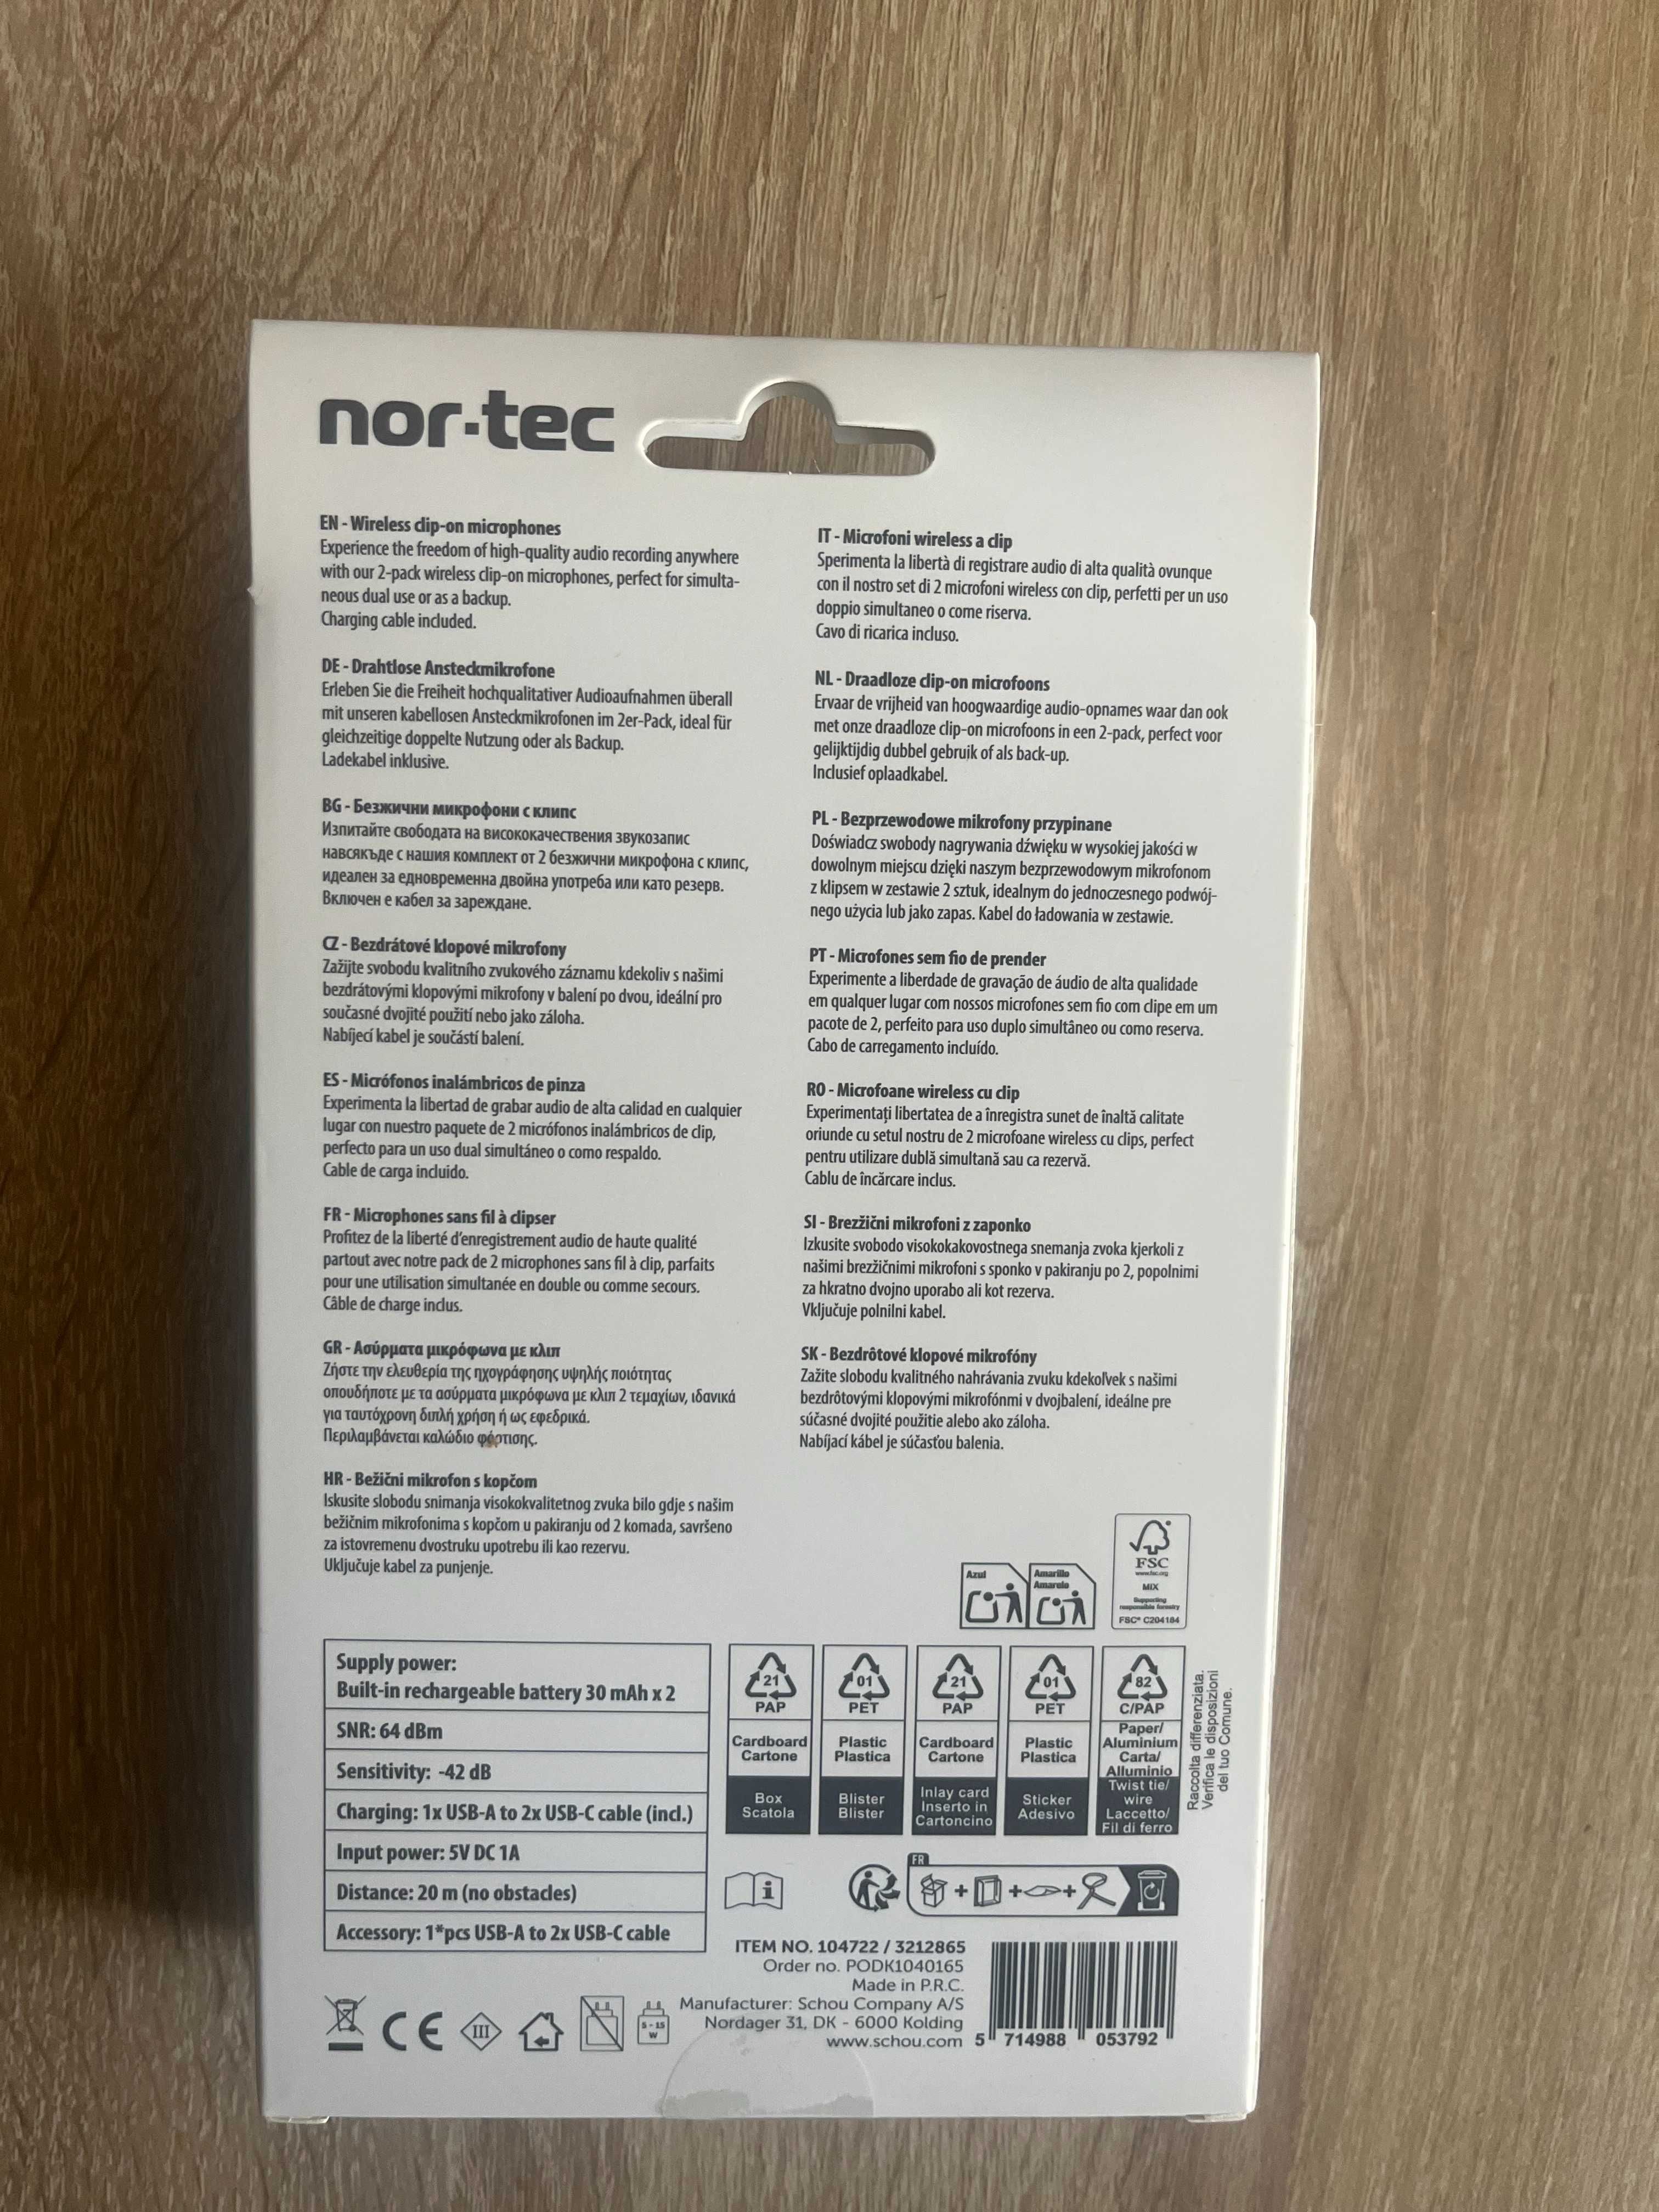 nor·tec
EN - Wireless clip-on microphones
Experience the freedom of high-quality audio recording anywhere
with our 2-pack wireless clip-on microphones, perfect for simulta-
neous dual use or as a backup.
Charging cable included.
DE - Drahtlose Ansteckmikrofone
Erleben Sie die Freiheit hochqualitativer Audioaufnahmen überall
mit unseren kabellosen Ansteckmikrofonen im 2er-Pack, ideal für
gleichzeitige doppelte Nutzung oder als Backup.
Ladekabel inklusive.
BG - Безжични микрофони с клипс
Изпитайте свободата на висококачествения звукозапис
навсякъде с нашия комплект от 2 безжични микрофона с клипс,
идеален за едновременна двойна употреба или като резерв.
Включен е кабел за зареждане.
CZ - Bezdrátové klopové mikrofony
Zažijte svobodu kvalitního zvukového záznamu kdekoliv s našimi
bezdrátovými klopovými mikrofony v balení po dvou, ideální pro
současné dvojité použití nebo jako záloha.
Nabíjecí kabel je součástí balení.
ES - Micrófonos inalámbricos de pinza
Experimenta la libertad de grabar audio de alta calidad en cualquier
lugar con nuestro paquete de 2 micrófonos inalámbricos de clip,
perfecto para un uso dual simultáneo o como respaldo.
Cable de carga incluido.
FR - Microphones sans fil à clipser
Profitez de la liberté d'enregistrement audio de haute qualité
partout avec notre pack de 2 microphones sans fil à clip, parfaits
pour une utilisation simultanée en double ou comme secours.
Câble de charge inclus.
GR - Ασύρματα μικρόφωνα με κλιπ
Ζήστε την ελευθερία της ηχογράφησης υψηλής ποιότητας
οπουδήποτε με τα ασύρματα μικρόφωνα με κλιπ 2 τεμαχίων, ιδανικά
για ταυτόχρονη διπλή χρήση ή ως εφεδρικά.
Περιλαμβάνεται καλώδιο φόρτισης.
HR - Bežični mikrofon s kopčom
Iskusite slobodu snimanja visokokvalitetnog zvuka bilo gdje s našim
bežičnim mikrofonima s kopčom u pakiranju od 2 komada, savršeno
za istovremenu dvostruku upotrebu ili kao rezervu.
Uključuje kabel za punjenje.
IT - Microfoni wireless a clip
Sperimenta la libertà di registrare audio di alta qualità ovunque
con il nostro set di 2 microfoni wireless con clip, perfetti per un uso
doppio simultaneo o come riserva.
Cavo di ricarica incluso.
NL - Draadloze clip-on microfoons
Ervaar de vrijheid van hoogwaardige audio-opnames waar dan ook
met onze draadloze clip-on microfoons in een 2-pack, perfect voor
gelijktijdig dubbel gebruik of als back-up.
Inclusief oplaadkabel.
PL - Bezprzewodowe mikrofony przypinane
Doświadcz swobody nagrywania dźwięku w wysokiej jakości w
dowolnym miejscu dzięki naszym bezprzewodowym mikrofonom
z klipsem w zestawie 2 sztuk, idealnym do jednoczesnego podwój-
nego użycia lub jako zapas. Kabel do ładowania w zestawie.
PT - Microfones sem fio de prender
Experimente a liberdade de gravação de áudio de alta qualidade
em qualquer lugar com nossos microfones sem fio com clipe em um
pacote de 2, perfeito para uso duplo simultâneo ou como reserva.
Cabo de carregamento incluído.
RO - Microfoane wireless cu clip
Experimentați libertatea de a înregistra sunet de înaltă calitate
oriunde cu setul nostru de 2 microfoane wireless cu clips, perfect
pentru utilizare dublă simultană sau ca rezervă.
Cablu de încărcare inclus.
SI - Brezžični mikrofoni z zaponko
Izkusite svobodo visokokakovostnega snemanja zvoka kjerkoli z
našimi brezžičnimi mikrofoni s sponko v pakiranju po 2, popolnimi
za hkratno dvojno uporabo ali kot rezerva.
Vključuje polnilni kabel.
SK - Bezdrôtové klopové mikrofóny
Zažite slobodu kvalitného nahrávania zvuku kdekoľvek s našimi
bezdrôtovými klopovými mikrofónmi v dvojbalení, ideálne pre
súčasné dvojité použitie alebo ako záloha.
Nabíjací kábel je súčasťou balenia.
Azul
Amarillo
Amarelo
FSC
www.fsc.org
MIX
Supporting
responsible forestry
FSC® C204184
Supply power:
Built-in rechargeable battery 30 mAh x 2
SNR: 64 dBm
Sensitivity: -42 dB
Charging: 1x USB-A to 2x USB-C cable (incl.)
Input power: 5V DC 1A
Distance: 20 m (no obstacles)
Accessory: 1*pcs USB-A to 2x USB-C cable
21
PAP
Cardboard
Cartone
Box
Scatola
01
PET
Plastic
Plastica
Blister
Blister
21
PAP
Cardboard
Cartone
Inlay card
Inserto in
Cartoncino
01
PET
Plastic
Plastica
Sticker
Adesivo
82
C/PAP
Paper/
Aluminium
Carta/
Alluminio
Twist tie/
wire
Laccetto/
Fil di ferro
Raccolta differenziata.
Verifica le disposizioni
del tuo Comune.
i
FR
+ + +
ITEM NO. 104722 / 3212865
Order no. PODK1040165
Made in P.R.C.
Manufacturer: Schou Company A/S
Nordager 31, DK - 6000 Kolding
www.schou.com
5 714988 053792
CE
III
5 - 15
W